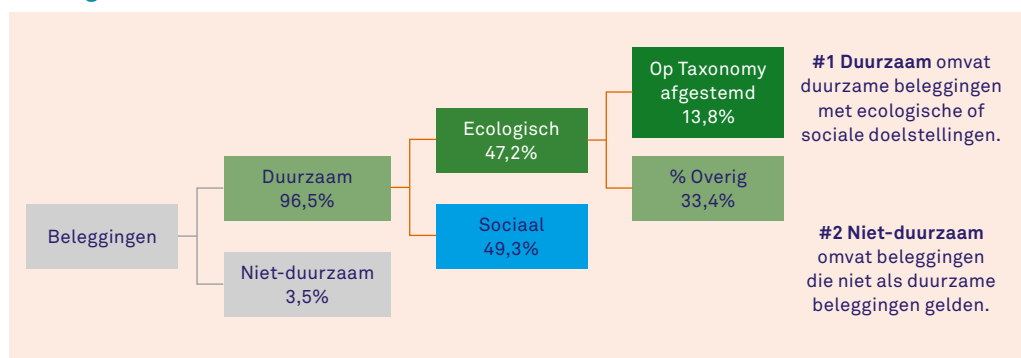 Beleggingen
Duurzaam
96,5%
Niet-duurzaam
3,5%
Ecologisch
47,2%
Sociaal
49,3%
Op Taxonomy
afgestemd
13,8%
% Overig
33,4%
#1 Duurzaam omvat
duurzame beleggingen
met ecologische of
sociale doelstellingen.
#2 Niet-duurzaam
omvat beleggingen
die niet als duurzame
beleggingen gelden.